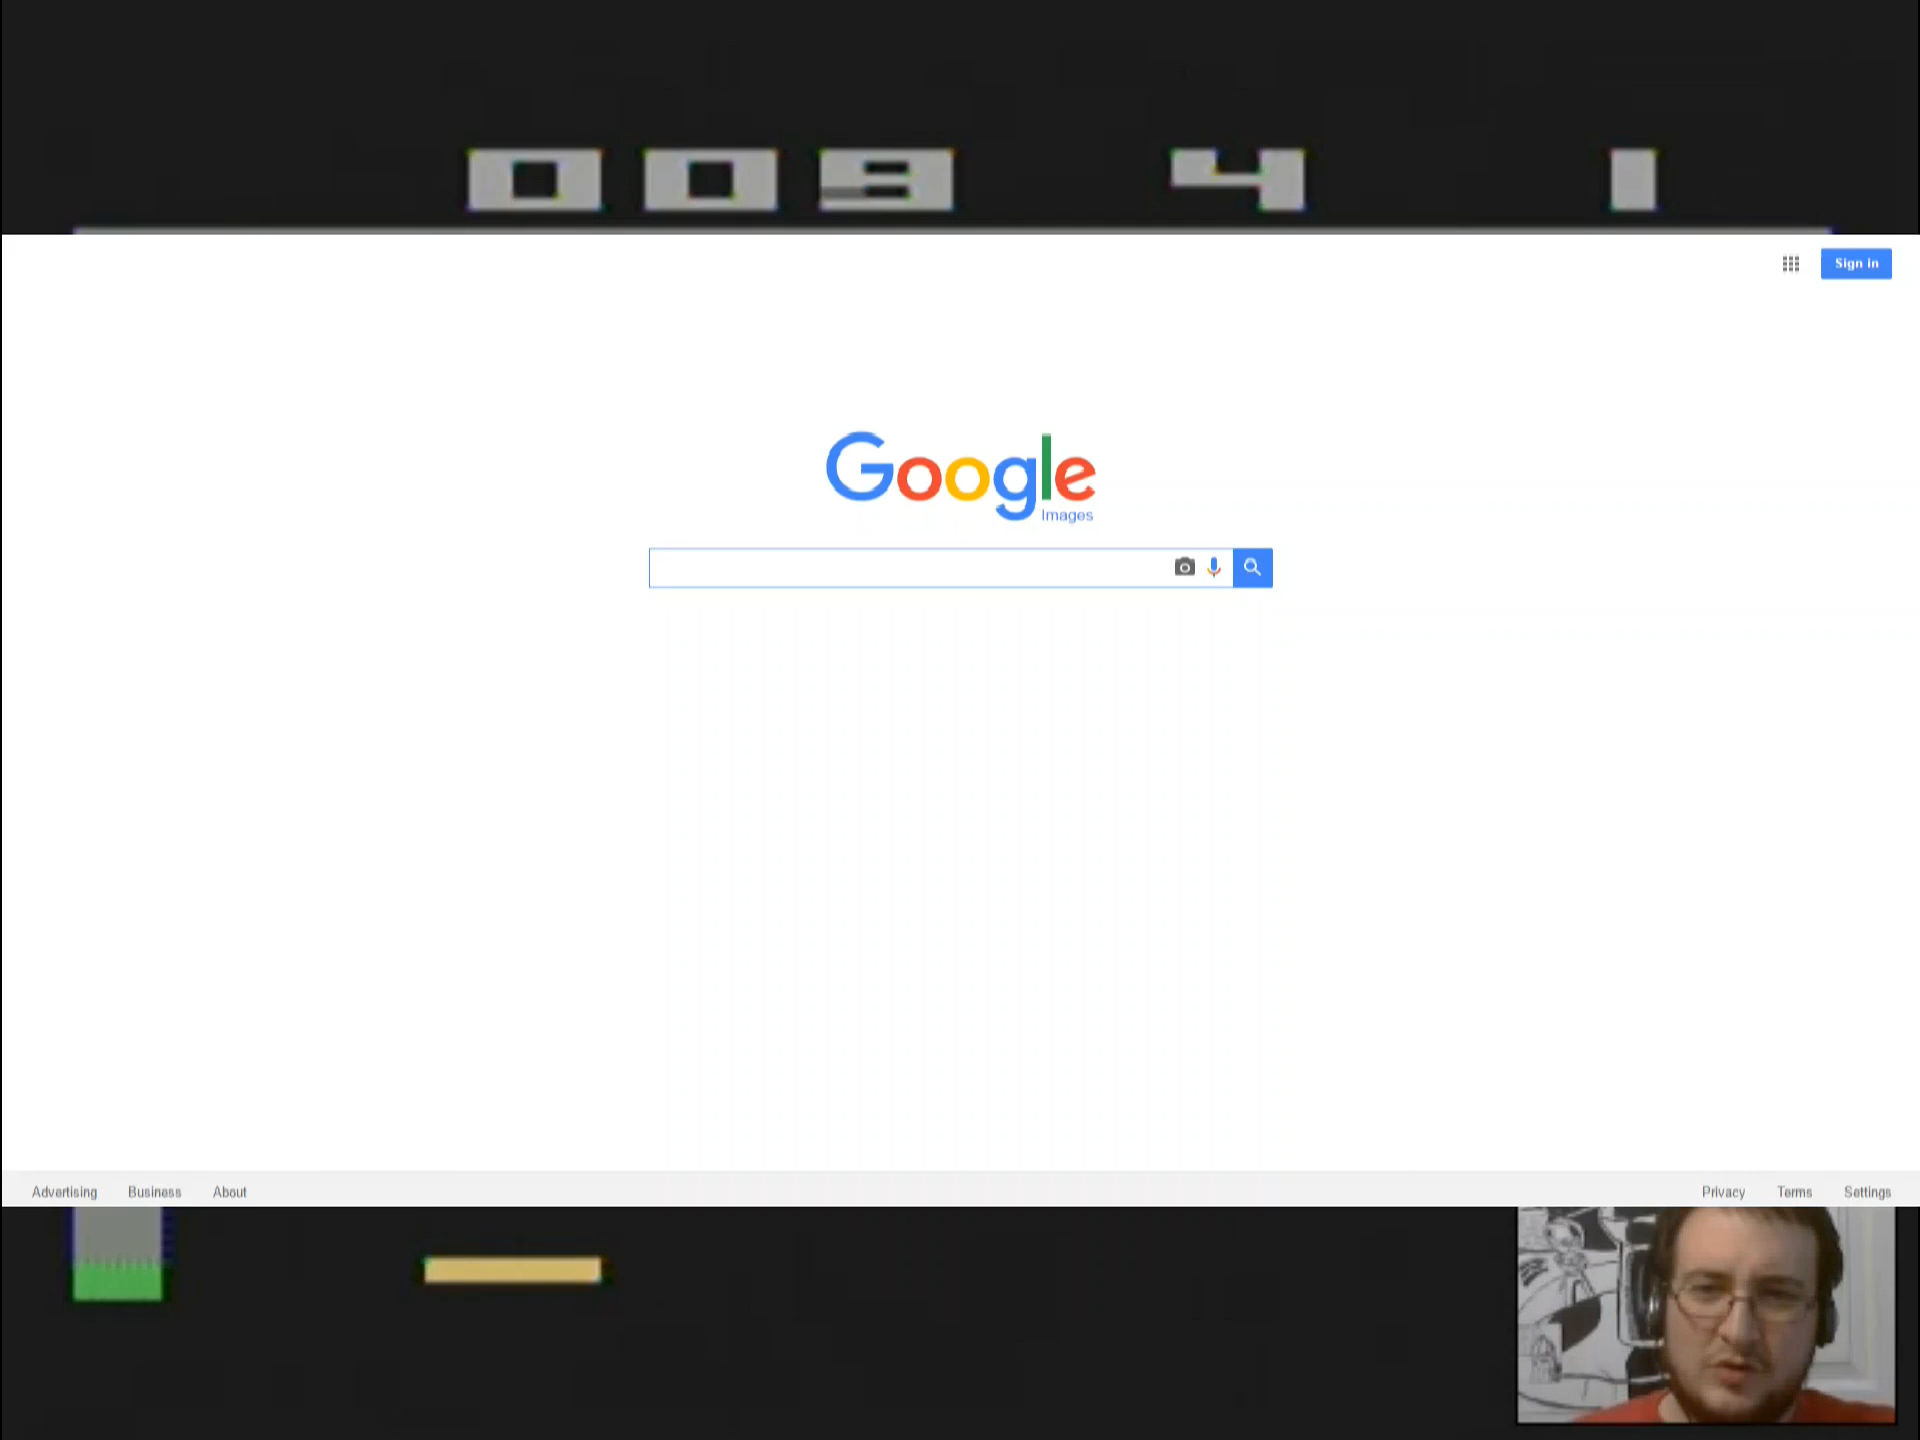 009 4 1
Sign in
Google
Images
Advertising Business About Privacy Terms Settings